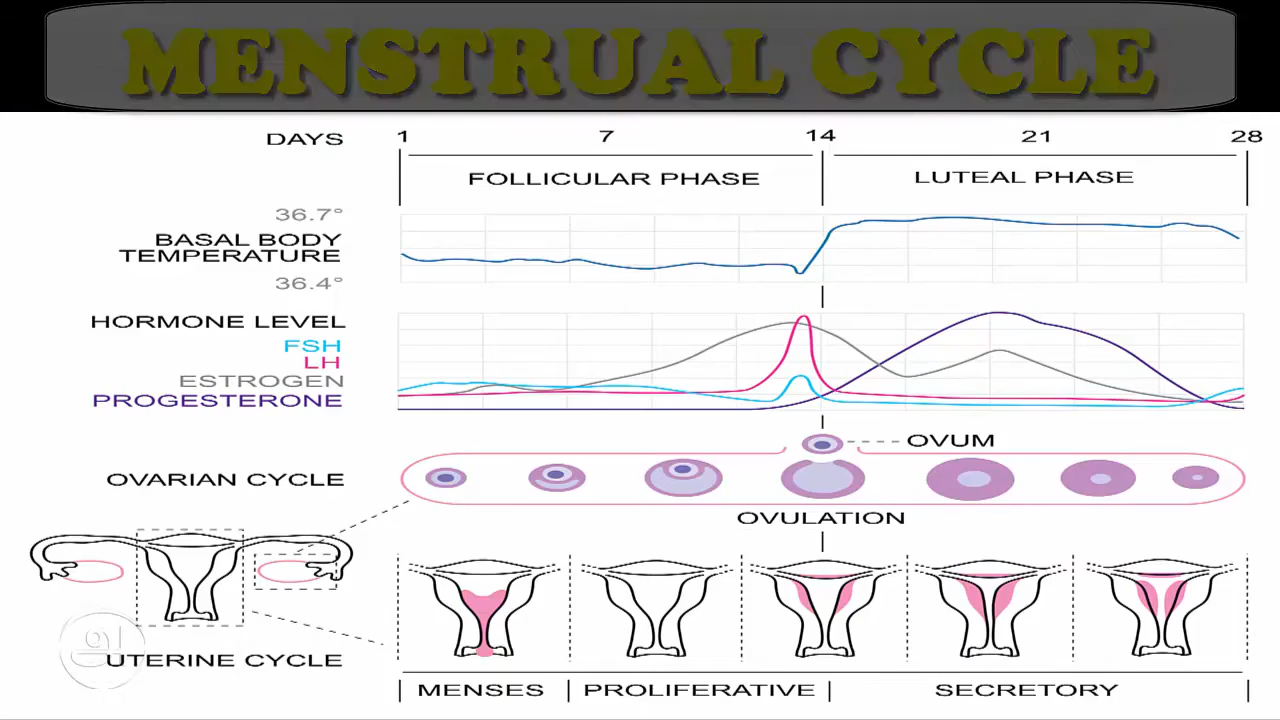 MENSTRUAL CYCLE
DAYS 1 7 14 21 28
FOLLICULAR PHASE LUTEAL PHASE
36.7°
BASAL BODY
TEMPERATURE
36.4°
HORMONE LEVEL
FSH
LH
ESTROGEN
PROGESTERONE
OVUM
OVARIAN CYCLE
OVULATION
UTERINE CYCLE
MENSES PROLIFERATIVE SECRETORY